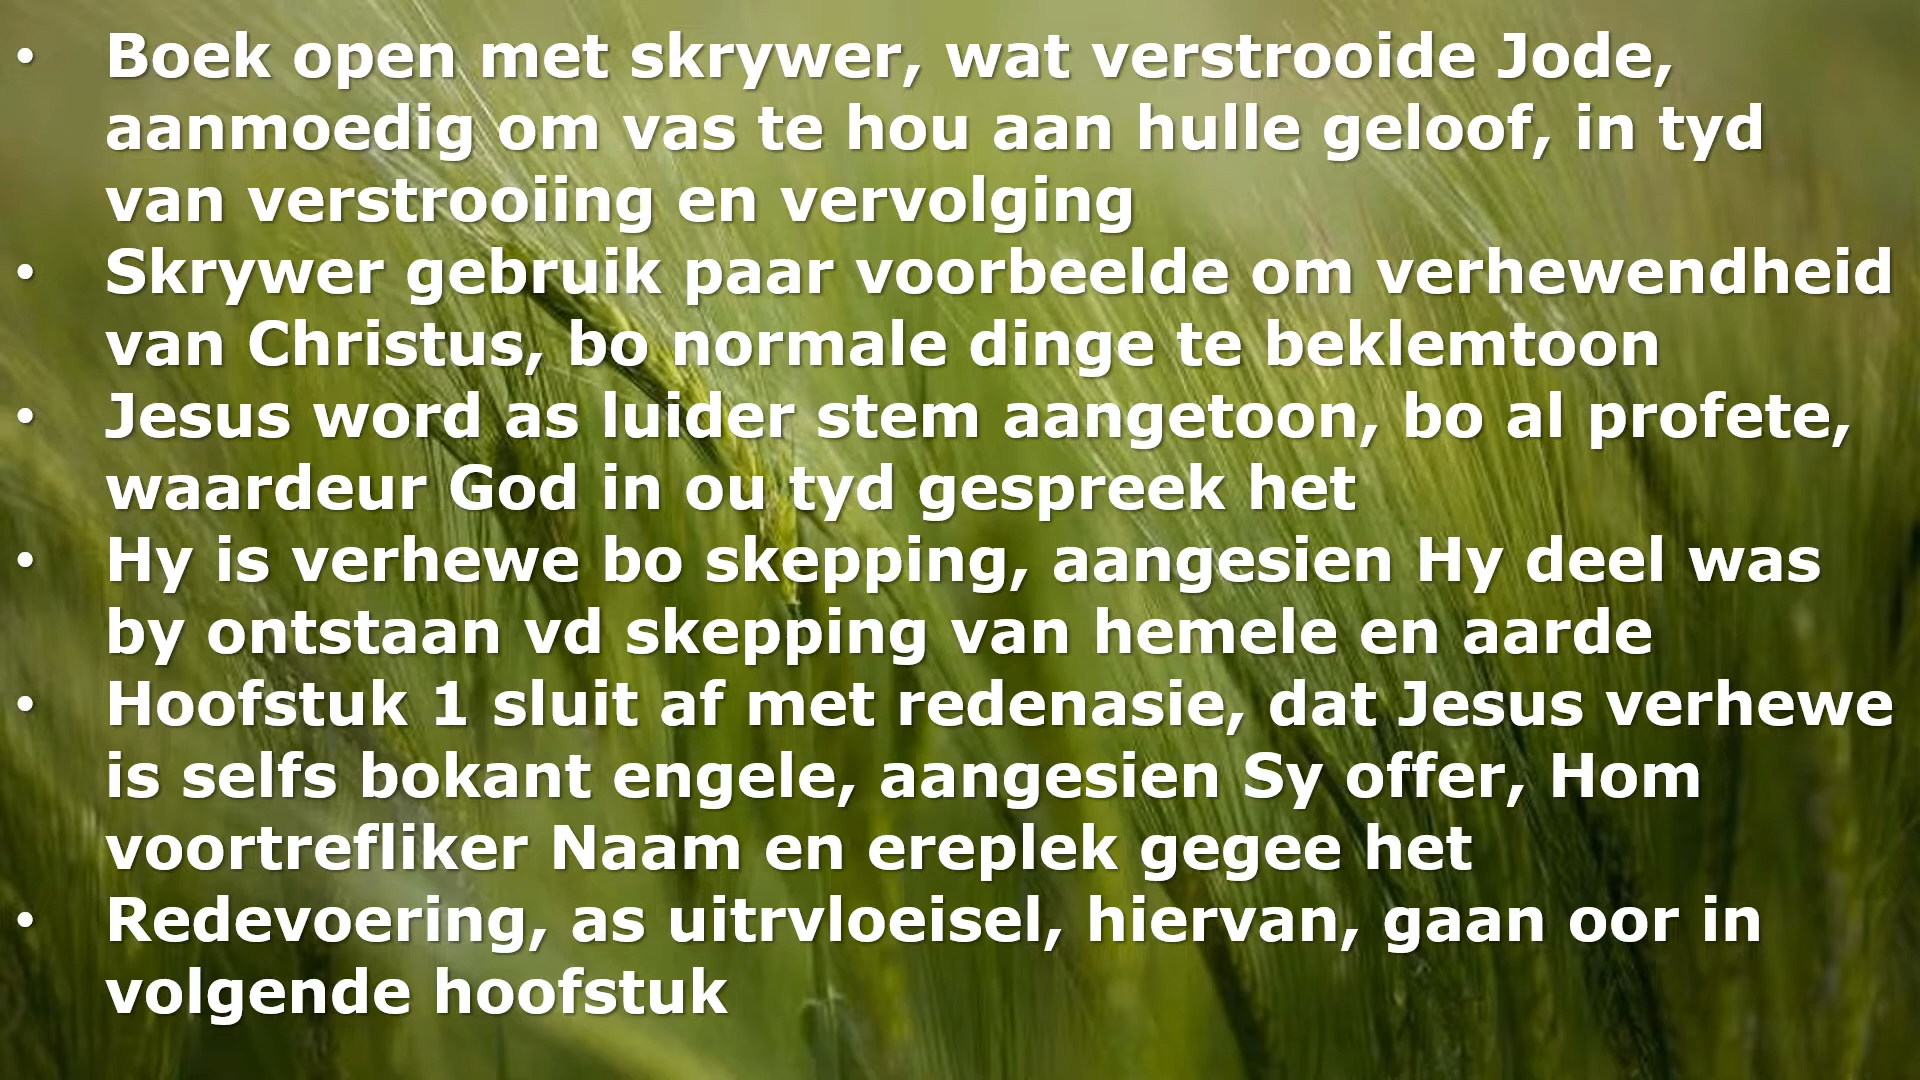 • Boek open met skrywer, wat verstrooide Jode,
aanmoedig om vas te hou aan hulle geloof, in tyd
van verstrooiing en vervolging
• Skrywer gebruik paar voorbeelde om verhewendheid
van Christus, bo normale dinge te beklemtoon
• Jesus word as luider stem aangetoon, bo al profete,
waardeur God in ou tyd gespreek het
• Hy is verhewe bo skepping, aangesien Hy deel was
by ontstaan vd skepping van hemele en aarde
• Hoofstuk 1 sluit af met redenasie, dat Jesus verhewe
is selfs bokant engele, aangesien Sy offer, Hom
voortrefliker Naam en ereplek gegee het
• Redevoering, as uitrvloeisel, hiervan, gaan oor in
volgende hoofstuk